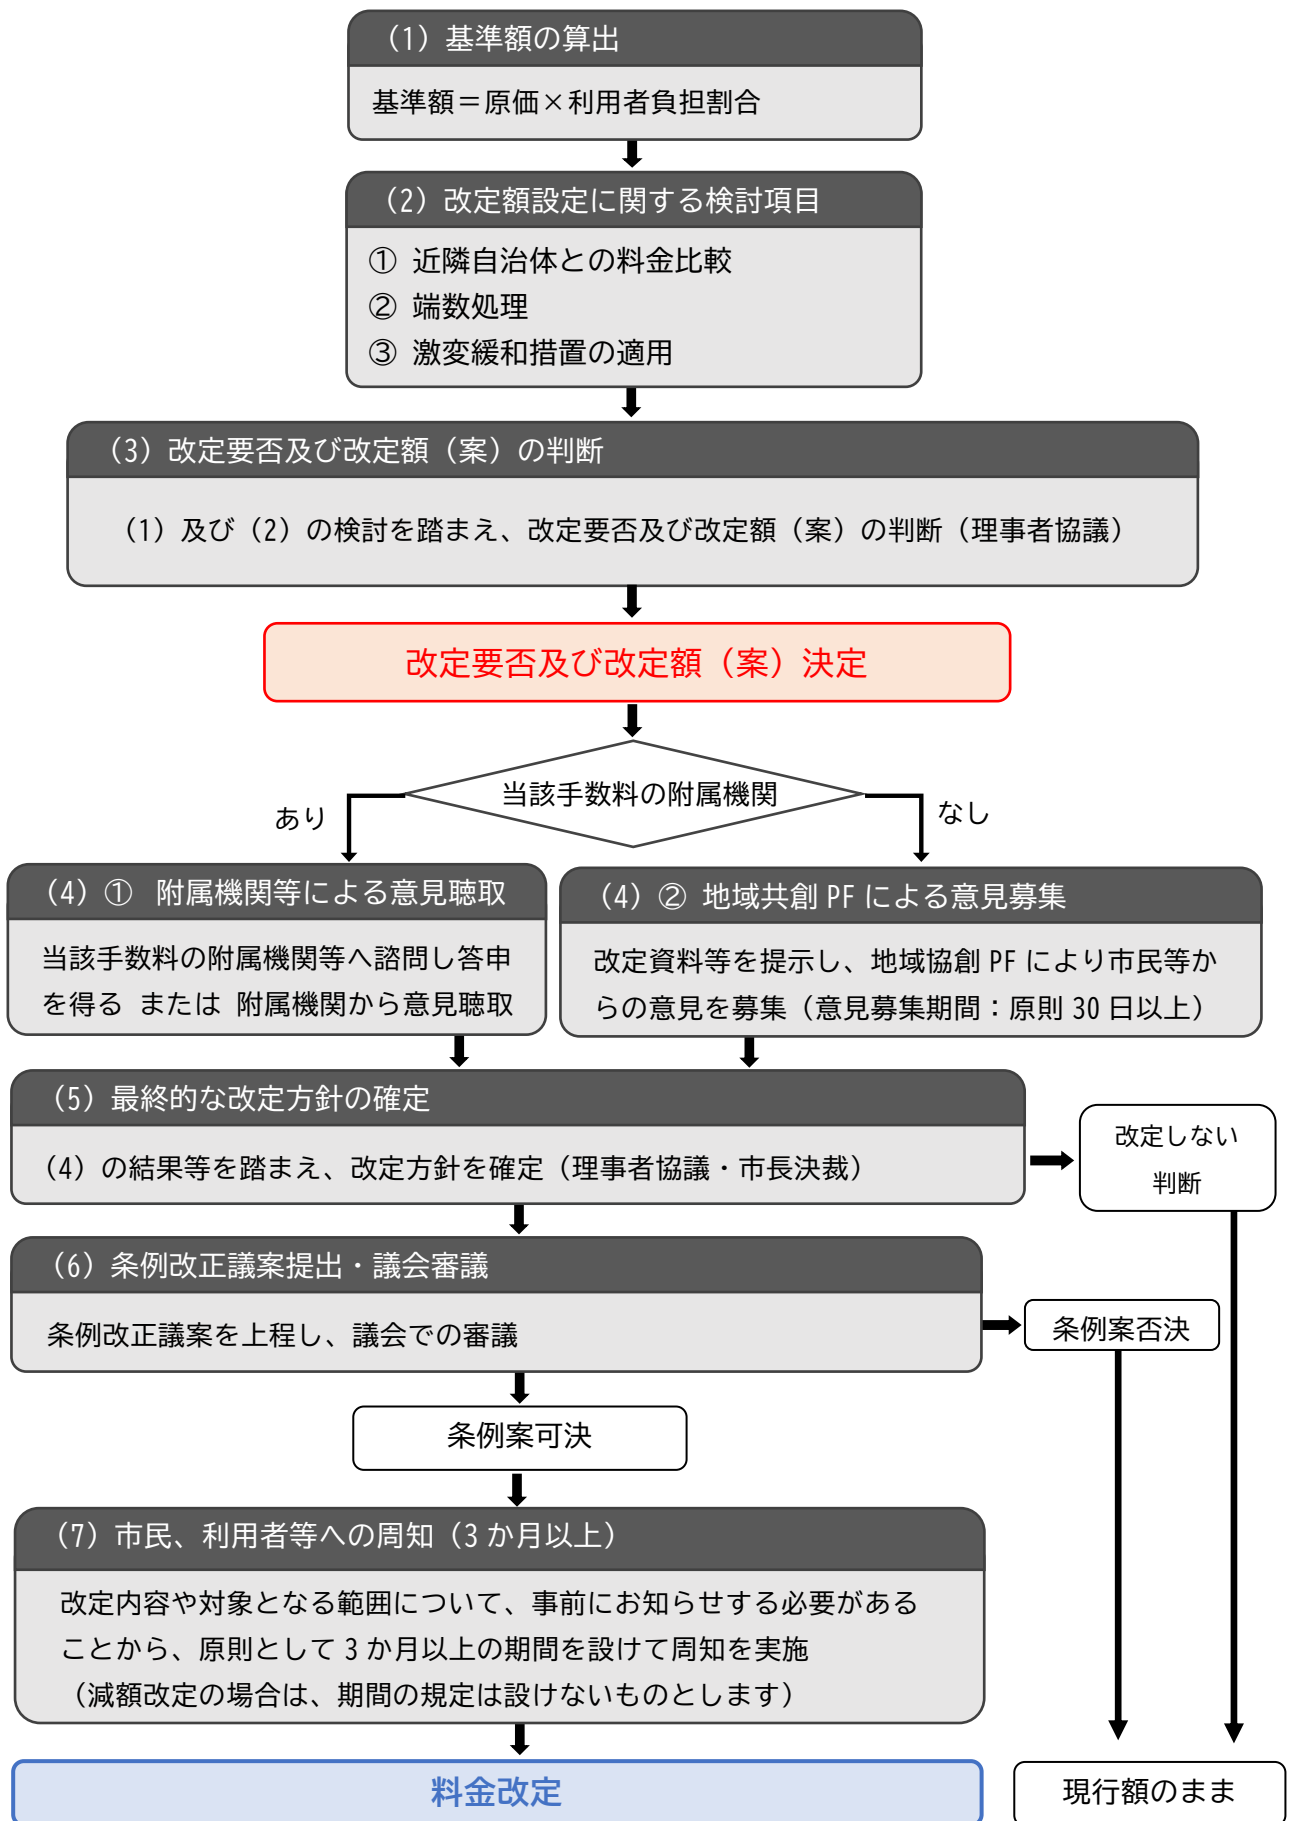 （1）基準額の算出
基準額＝原価×利用者負担割合
（2）改定額設定に関する検討項目
① 近隣自治体との料金比較
② 端数処理
③ 激変緩和措置の適用
（3）改定要否及び改定額（案）の判断
（1）及び（2）の検討を踏まえ、改定要否及び改定額（案）の判断（理事者協議）
改定要否及び改定額（案）決定
当該手数料の附属機関
あり
なし
（4）① 附属機関等による意見聴取
当該手数料の附属機関等へ諮問し答申
を得る または 附属機関から意見聴取
（4）② 地域共創 PF による意見募集
改定資料等を提示し、地域協創 PF により市民等か
らの意見を募集（意見募集期間：原則 30 日以上）
（5）最終的な改定方針の確定
（4）の結果等を踏まえ、改定方針を確定（理事者協議・市長決裁）
改定しない
判断
（6）条例改正議案提出・議会審議
条例改正議案を上程し、議会での審議
条例案否決
条例案可決
（7）市民、利用者等への周知（3 か月以上）
改定内容や対象となる範囲について、事前にお知らせする必要がある
ことから、原則として 3 か月以上の期間を設けて周知を実施
（減額改定の場合は、期間の規定は設けないものとします）
料金改定
現行額のまま